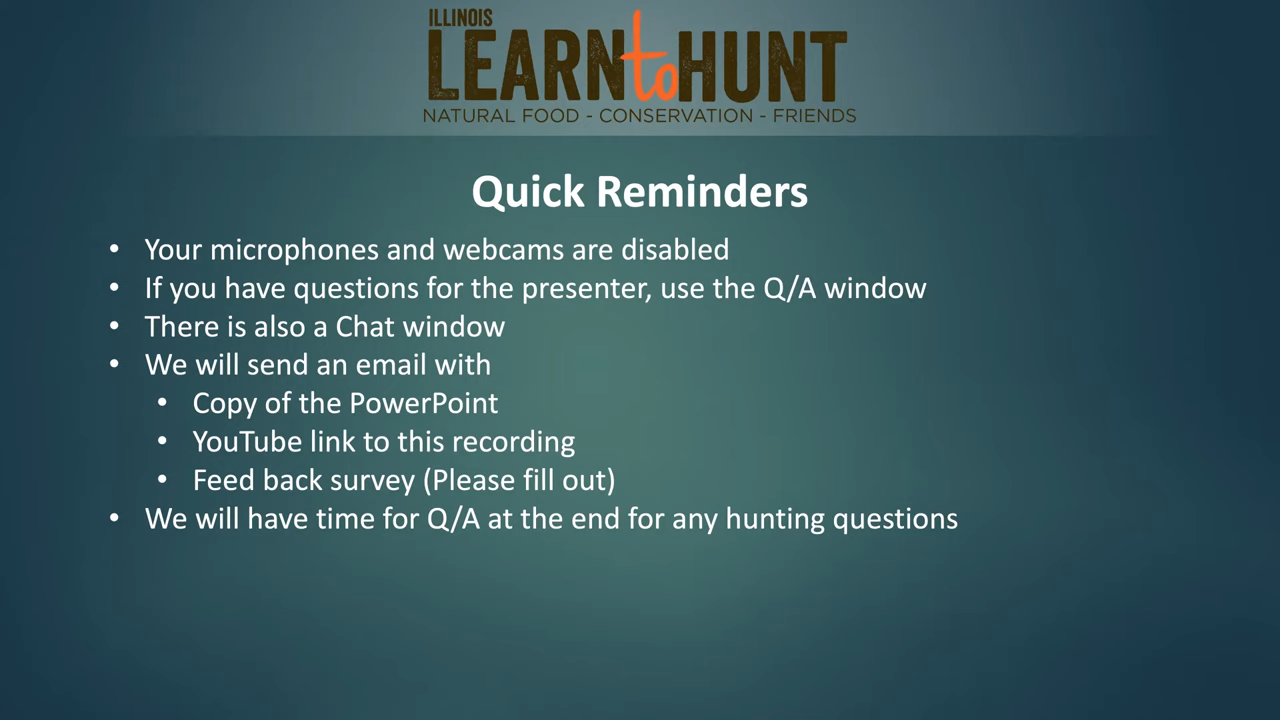 ILLINOIS
LEARN to HUNT
NATURAL FOOD - CONSERVATION - FRIENDS
Quick Reminders
• Your microphones and webcams are disabled
• If you have questions for the presenter, use the Q/A window
• There is also a Chat window
• We will send an email with
• Copy of the PowerPoint
• YouTube link to this recording
• Feed back survey (Please fill out)
• We will have time for Q/A at the end for any hunting questions